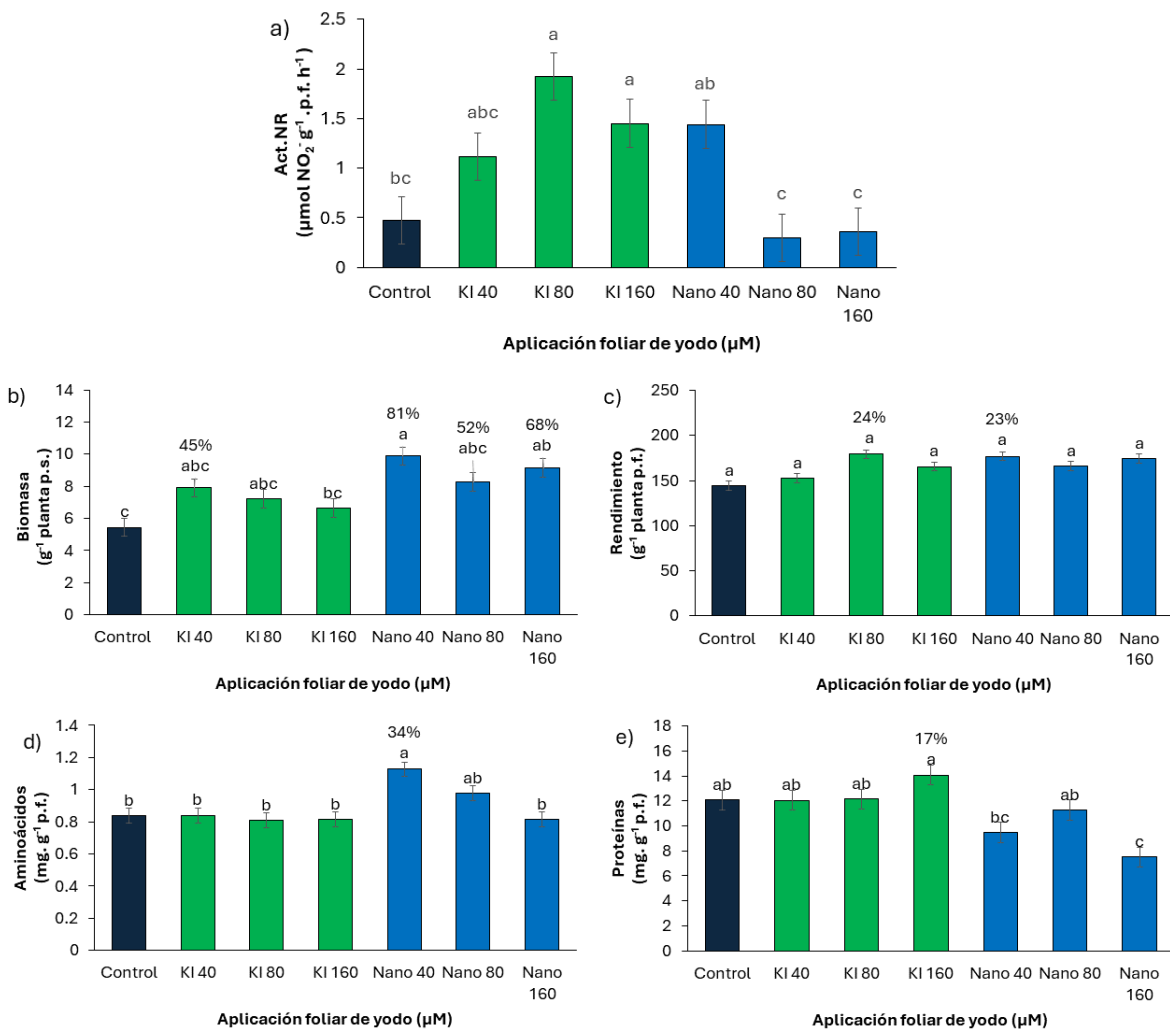 a)
Act.NR
(µmol NO₂⁻ g⁻¹ .p.f. h⁻¹)
2.5
2
1.5
1
0.5
0
bc
abc
a
a
ab
c
c
Control
KI 40
KI 80
KI 160
Nano 40
Nano 80
Nano
160
Aplicación foliar de yodo (µM)
b)
Biomasa
(g⁻¹ planta p.s.)
14
12
10
8
6
4
2
0
c
45%
abc
abc
bc
81%
a
52%
abc
68%
ab
Control
KI 40
KI 80
KI 160
Nano 40
Nano 80
Nano
160
Aplicación foliar de yodo (µM)
c)
Rendimiento
(g⁻¹ planta p.f.)
250
200
150
100
50
0
a
a
24%
a
a
23%
a
a
a
Control
KI 40
KI 80
KI 160
Nano 40
Nano 80
Nano
160
Aplicación foliar de yodo (µM)
d)
Aminoácidos
(mg. g⁻¹ p.f.)
1.4
1.2
1
0.8
0.6
0.4
0.2
0
b
b
b
b
34%
a
ab
b
Control
KI 40
KI 80
KI 160
Nano 40
Nano 80
Nano
160
Aplicación foliar de yodo (µM)
e)
Proteínas
(mg. g⁻¹ p.f.)
18
16
14
12
10
8
6
4
2
0
ab
ab
ab
17%
a
bc
ab
c
Control
KI 40
KI 80
KI 160
Nano 40
Nano 80
Nano
160
Aplicación foliar de yodo (µM)